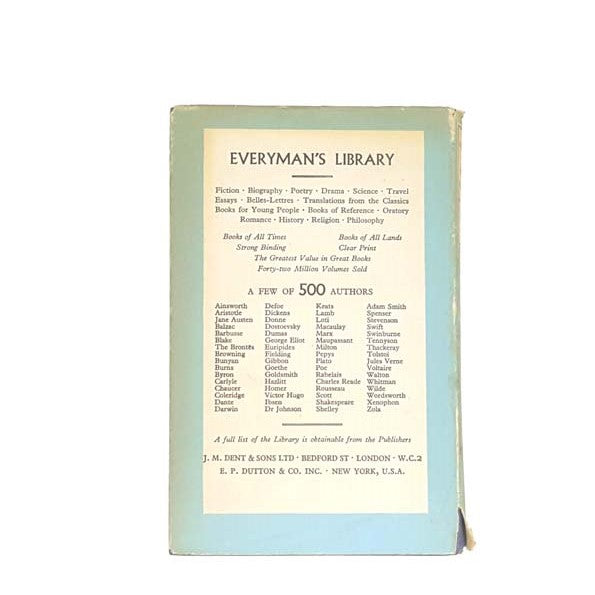 EVERYMAN'S LIBRARY
Fiction · Biography · Poetry · Drama · Science · Travel
Essays · Belles-Lettres · Translations from the Classics
Books for Young People · Books of Reference · Oratory
Romance · History · Religion · Philosophy
Books of All Times Books of All Lands
Strong Binding Clear Print
The Greatest Value in Great Books
Forty-two Million Volumes Sold
A FEW OF 500 AUTHORS
Ainsworth Defoe Keats Adam Smith
Aristotle Dickens Lamb Spenser
Jane Austen Donne Loti Stevenson
Balzac Dostoevsky Macaulay Swift
Barbusse Dumas Marx Swinburne
Blake George Eliot Maupassant Tennyson
The Brontës Euripides Milton Thackeray
Browning Fielding Pepys Tolstoi
Bunyan Gibbon Plato Jules Verne
Burns Goethe Poe Voltaire
Byron Goldsmith Rabelais Walton
Carlyle Hazlitt Charles Reade Whitman
Chaucer Homer Rousseau Wilde
Coleridge Victor Hugo Scott Wordsworth
Dante Ibsen Shakespeare Xenophon
Darwin Dr Johnson Shelley Zola
A full list of the Library is obtainable from the Publishers
J. M. DENT & SONS LTD · BEDFORD ST · LONDON · W.C.2
E. P. DUTTON & CO. INC. · NEW YORK, U.S.A.